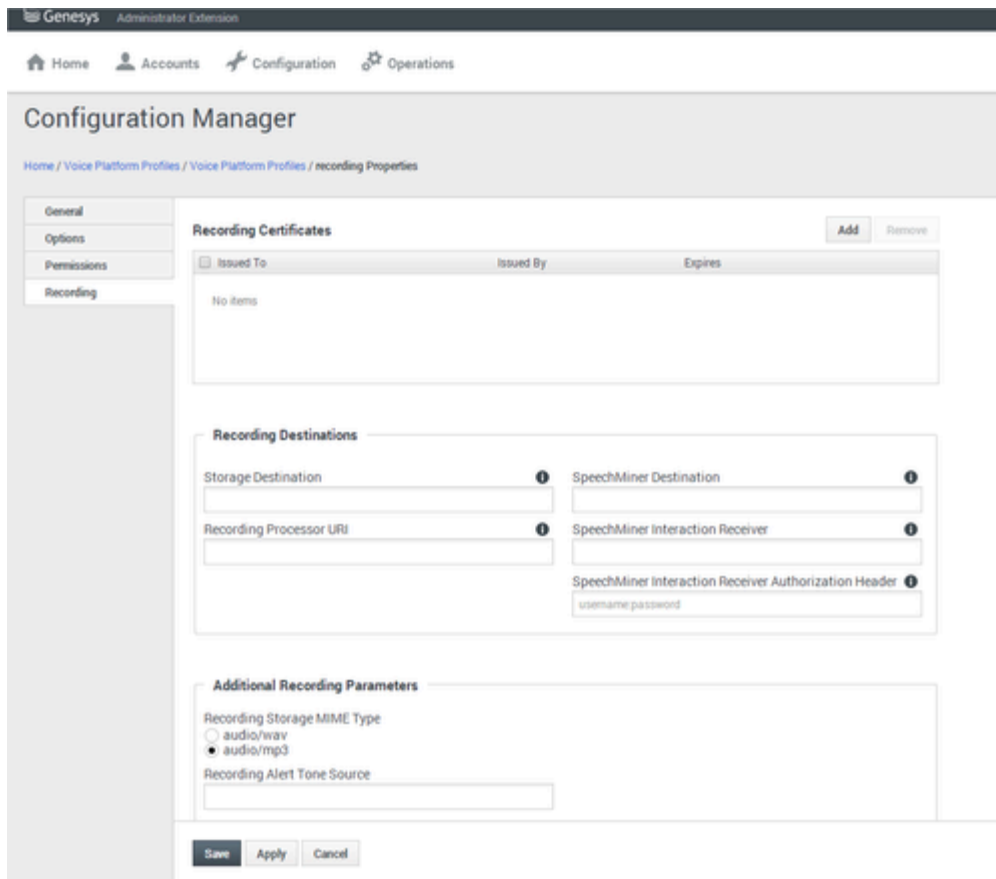 Genesys Administrator Extension
Home Accounts Configuration Operations
Configuration Manager
Home / Voice Platform Profiles / Voice Platform Profiles / recording Properties
General
Options
Permissions
Recording
Recording Certificates Add Remove
Issued To Issued By Expires
No items
Recording Destinations
Storage Destination SpeechMiner Destination
Recording Processor URI SpeechMiner Interaction Receiver
SpeechMiner Interaction Receiver Authorization Header
username:password
Additional Recording Parameters
Recording Storage MIME Type
audio/wav
audio/mp3
Recording Alert Tone Source
Save Apply Cancel